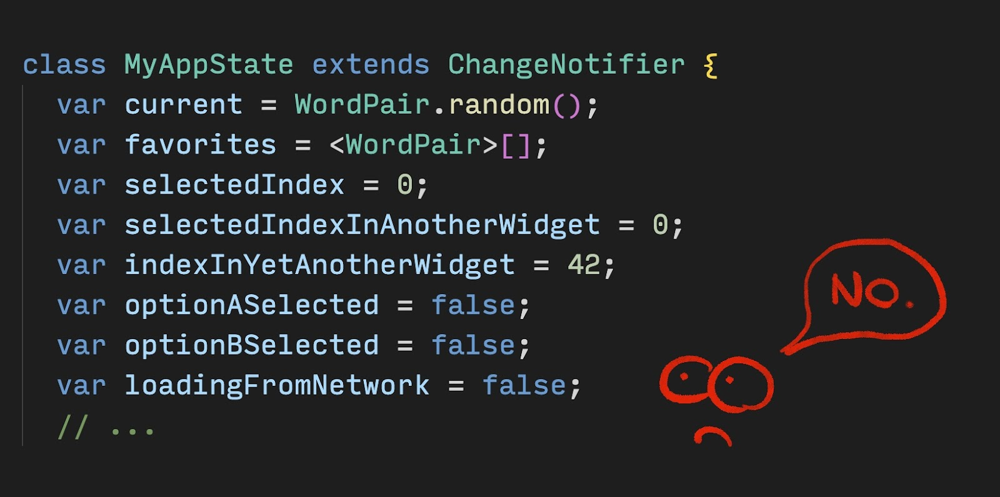 class MyAppState extends ChangeNotifier {
var current = WordPair.random();
var favorites = <WordPair>[];
var selectedIndex = 0;
var selectedIndexInAnotherWidget = 0;
var indexInYetAnotherWidget = 42;
var optionASelected = false;
var optionBSelected = false;
var loadingFromNetwork = false;
// ...
NO.